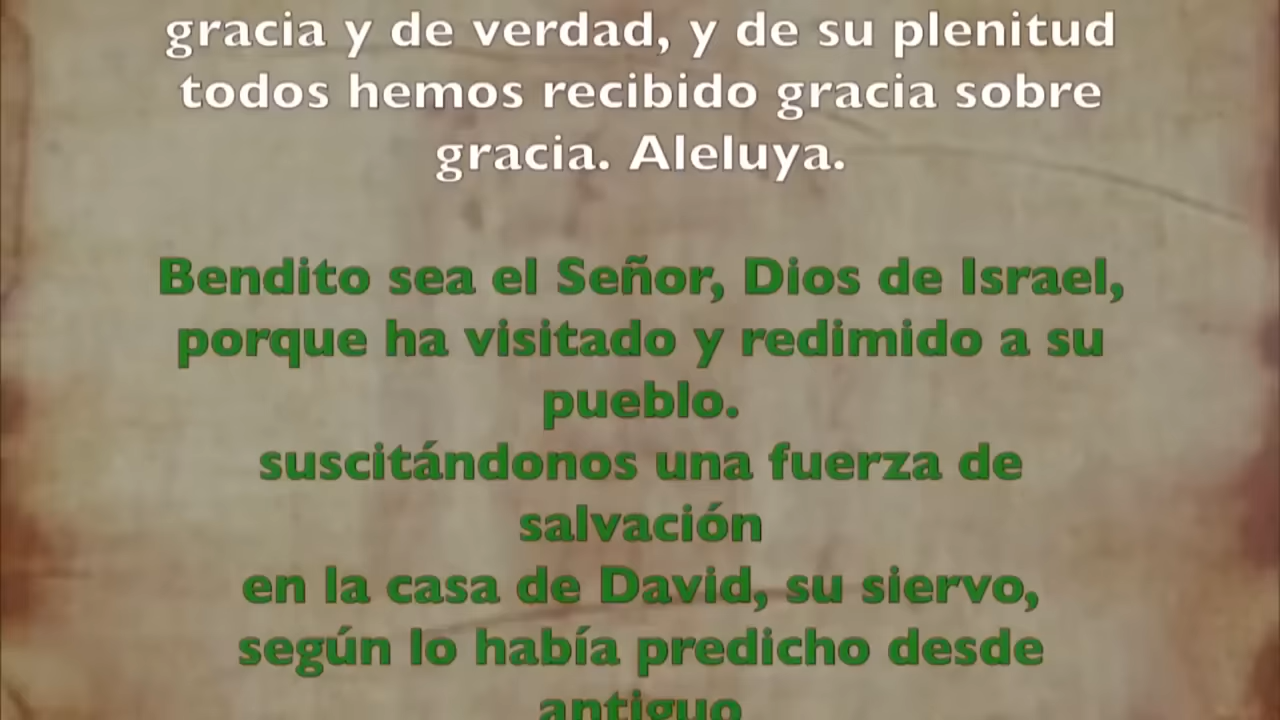 gracia y de verdad, y de su plenitud
todos hemos recibido gracia sobre
gracia. Aleluya.
Bendito sea el Señor, Dios de Israel,
porque ha visitado y redimido a su
pueblo.
suscitándonos una fuerza de
salvación
en la casa de David, su siervo,
según lo había predicho desde
antiguo